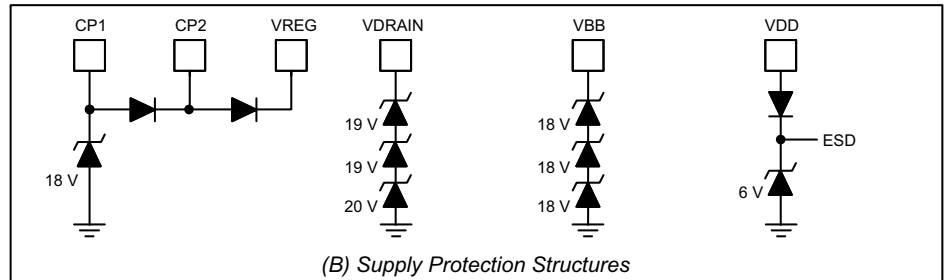 CP1 CP2 VREG VDRAIN VBB VDD
19 V 18 V
ESD
18 V 19 V 18 V 6 V
20 V 18 V
(B) Supply Protection Structures